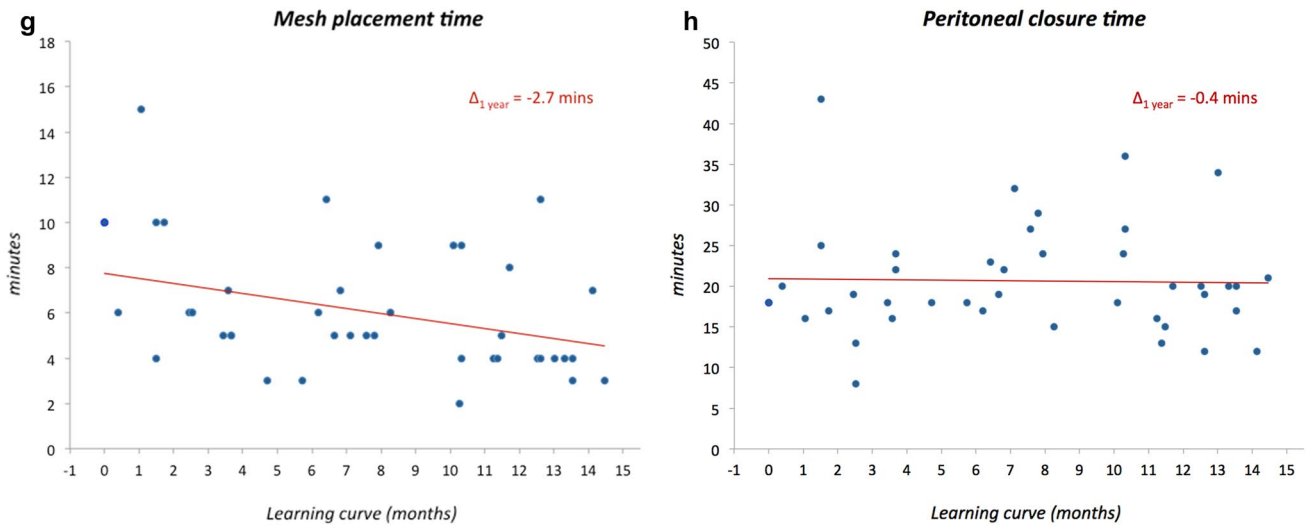 g
Mesh placement time
18
16
14
12
10
8
6
4
2
0
minutes
Δ1 year = -2.7 mins
-1 0 1 2 3 4 5 6 7 8 9 10 11 12 13 14 15
Learning curve (months)
h
Peritoneal closure time
50
45
40
35
30
25
20
15
10
5
0
minutes
Δ1 year = -0.4 mins
-1 0 1 2 3 4 5 6 7 8 9 10 11 12 13 14 15
Learning curve (months)